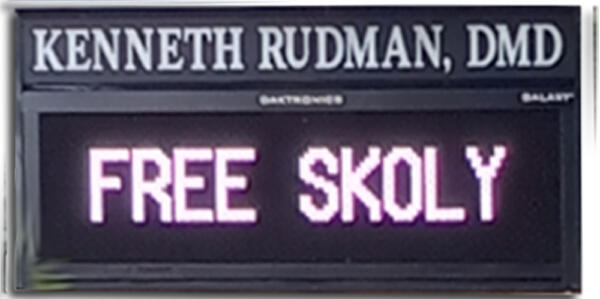 KENNETH RUDMAN, DMD
DAKTRONICS
GALAXY
FREE SKOLY